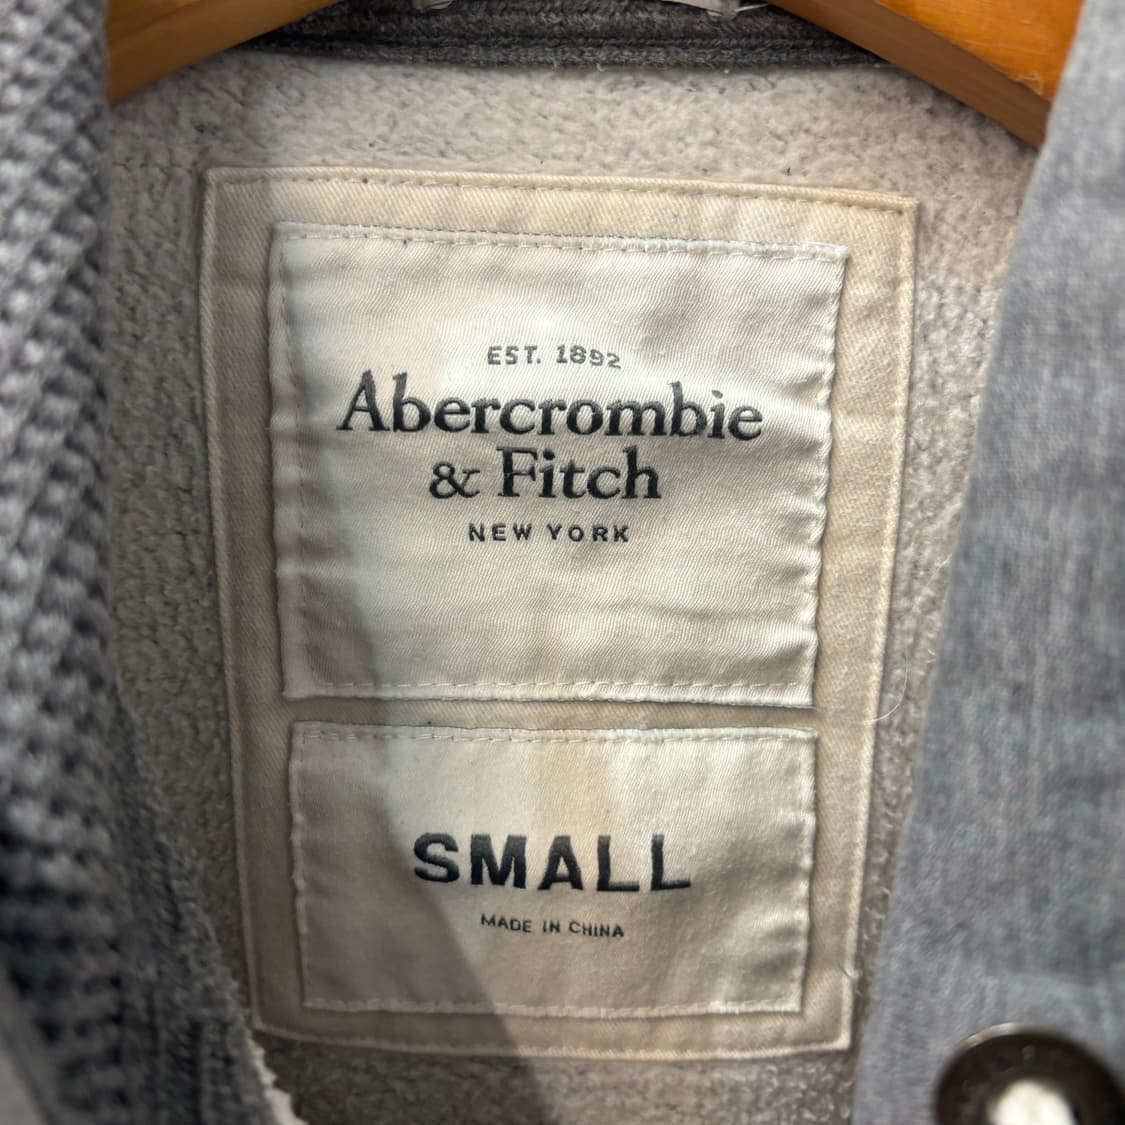 EST. 1892
Abercrombie
& Fitch
NEW YORK
SMALL
MADE IN CHINA